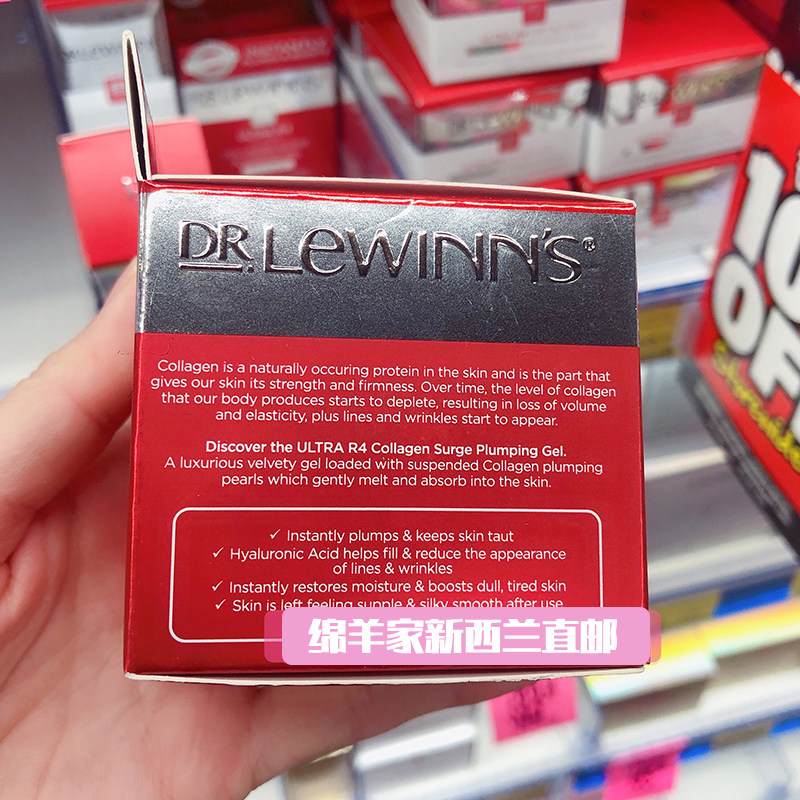 DR. LEWINN'S®
Collagen is a naturally occuring protein in the skin and is the part that
gives our skin its strength and firmness. Over time, the level of collagen
that our body produces starts to deplete, resulting in loss of volume
and elasticity, plus lines and wrinkles start to appear.
Discover the ULTRA R4 Collagen Surge Plumping Gel.
A luxurious velvety gel loaded with suspended Collagen plumping
pearls which gently melt and absorb into the skin.
✓ Instantly plumps & keeps skin taut
✓ Hyaluronic Acid helps fill & reduce the appearance
of lines & wrinkles
✓ Instantly restores moisture & boosts dull, tired skin
✓ Skin is left feeling supple & silky smooth after use
绵羊家新西兰直邮
DR. LEWINN'S